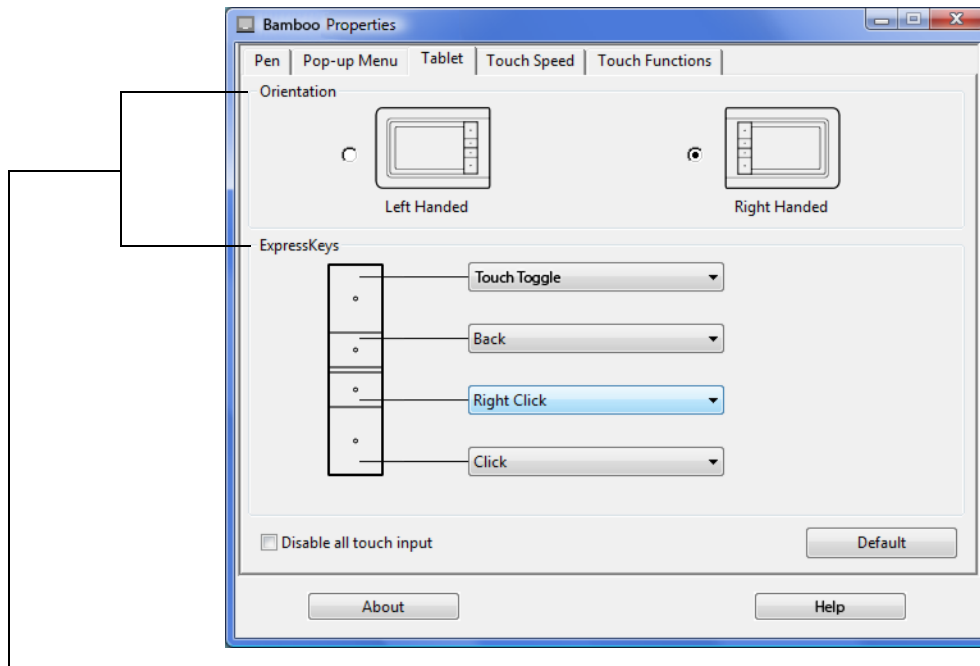 Bamboo Properties
Pen Pop-up Menu Tablet Touch Speed Touch Functions
Orientation
Left Handed Right Handed
ExpressKeys
Touch Toggle
Back
Right Click
Click
Disable all touch input Default
About Help